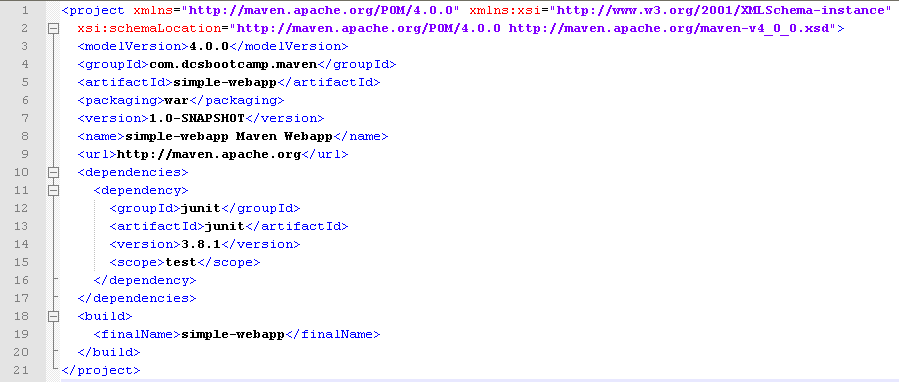 1 <project xmlns="http://maven.apache.org/POM/4.0.0" xmlns:xsi="http://www.w3.org/2001/XMLSchema-instance"
2 xsi:schemaLocation="http://maven.apache.org/POM/4.0.0 http://maven.apache.org/maven-v4_0_0.xsd">
3 <modelVersion>4.0.0</modelVersion>
4 <groupId>com.dcsbootcamp.maven</groupId>
5 <artifactId>simple-webapp</artifactId>
6 <packaging>war</packaging>
7 <version>1.0-SNAPSHOT</version>
8 <name>simple-webapp Maven Webapp</name>
9 <url>http://maven.apache.org</url>
10 <dependencies>
11 <dependency>
12 <groupId>junit</groupId>
13 <artifactId>junit</artifactId>
14 <version>3.8.1</version>
15 <scope>test</scope>
16 </dependency>
17 </dependencies>
18 <build>
19 <finalName>simple-webapp</finalName>
20 </build>
21 </project>